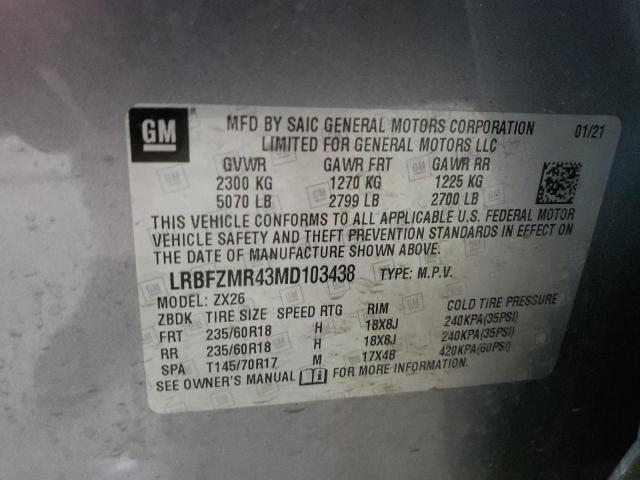 GM
MFD BY SAIC GENERAL MOTORS CORPORATION 01/21
LIMITED FOR GENERAL MOTORS LLC
GVWR GAWR FRT GAWR RR
2300 KG 1270 KG 1225 KG
5070 LB 2799 LB 2700 LB
THIS VEHICLE CONFORMS TO ALL APPLICABLE U.S. FEDERAL MOTOR
VEHICLE SAFETY AND THEFT PREVENTION STANDARDS IN EFFECT ON
THE DATE OF MANUFACTURE SHOWN ABOVE.
LRBFZMR43MD103438 TYPE: M.P.V.
MODEL: ZX26
ZBDK TIRE SIZE SPEED RTG RIM COLD TIRE PRESSURE
FRT 235/60R18 H 18X8J 240KPA(35PSI)
RR 235/60R18 H 18X8J 240KPA(35PSI)
SPA T145/70R17 M 17X4B 420KPA(60PSI)
SEE OWNER'S MANUAL FOR MORE INFORMATION.